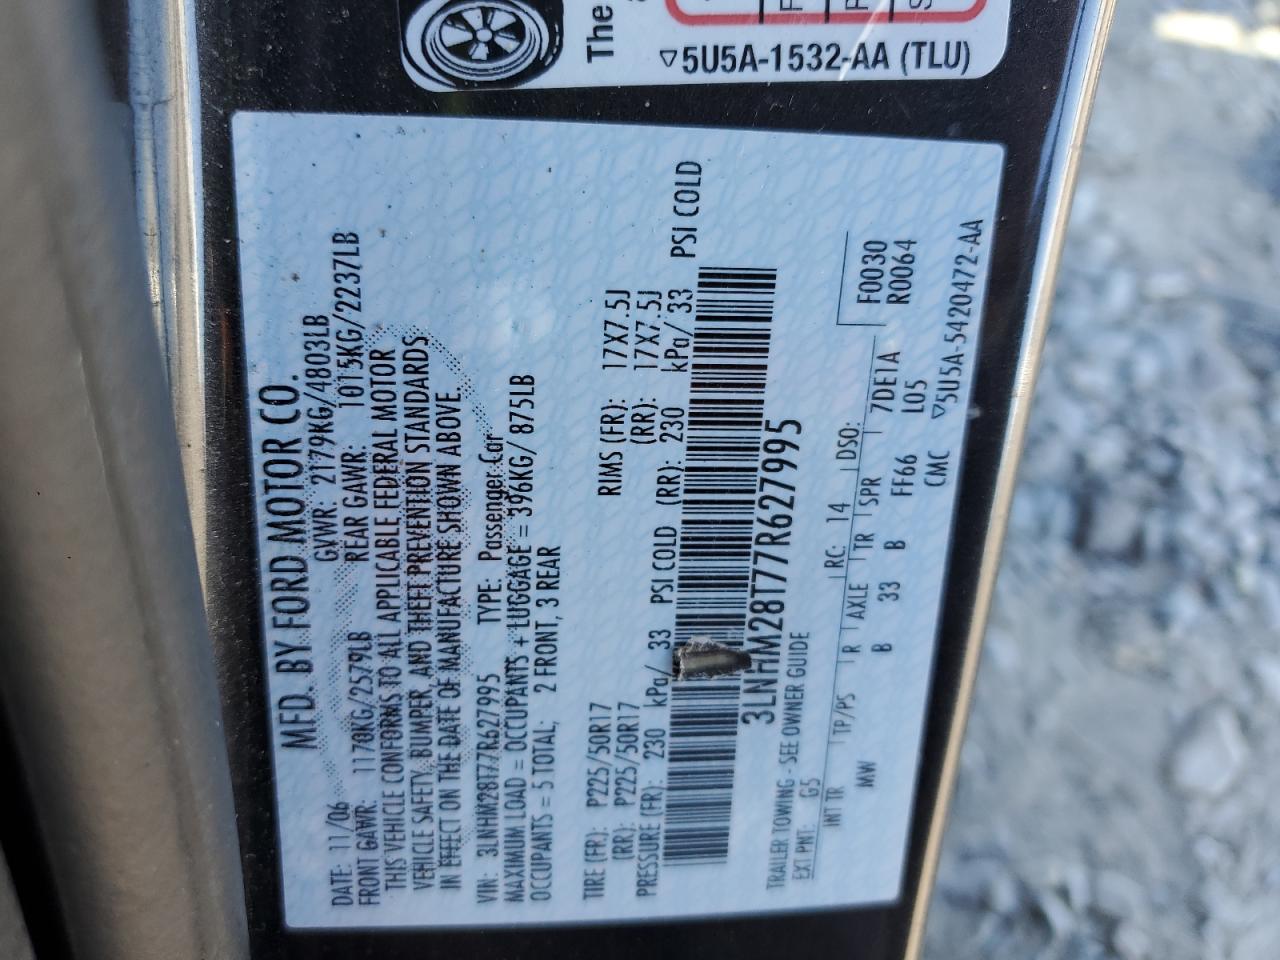 The
▽5U5A-1532-AA (TLU)
MFD. BY FORD MOTOR CO.
DATE: 11/06 GVWR: 2179KG/4803LB
FRONT GAWR: 1170KG/2579LB REAR GAWR: 1015KG/2237LB
THIS VEHICLE CONFORMS TO ALL APPLICABLE FEDERAL MOTOR
VEHICLE SAFETY, BUMPER, AND THEFT PREVENTION STANDARDS
IN EFFECT ON THE DATE OF MANUFACTURE SHOWN ABOVE.
VIN: 3LNHM28T77R627995 TYPE: Passenger Car
MAXIMUM LOAD = OCCUPANTS + LUGGAGE = 396KG/ 875LB
OCCUPANTS = 5 TOTAL, 2 FRONT, 3 REAR
TIRE (FR): P225/50R17 RIMS (FR): 17X7.5J
(RR): P225/50R17 (RR): 17X7.5J
PRESSURE (FR): 230 kPa/ 33 PSI COLD (RR): 230 kPa/ 33 PSI COLD
3LNHM28T77R627995
TRAILER TOWING - SEE OWNER GUIDE
EXT PNT: G5 RC: 14 DSO: F0030
R0064
INT TR TP/PS R AXLE TR SPR 7DE1A
MW B 33 B FF66 L05
CMC ▽5U5A-5420472-AA